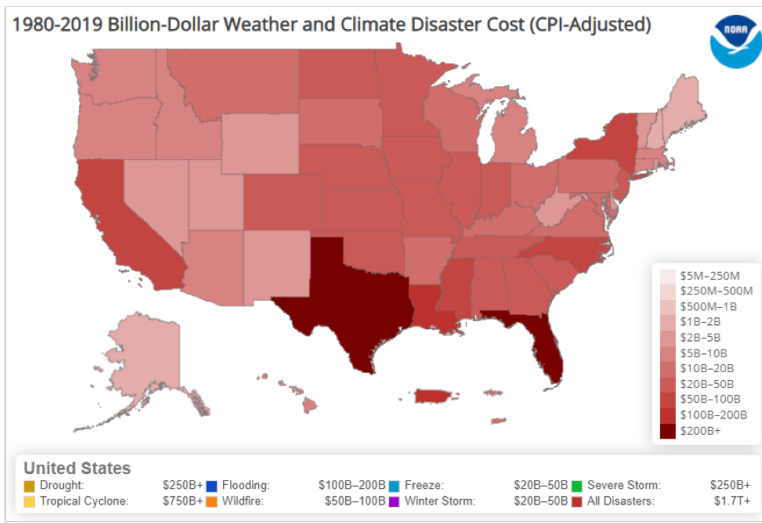 1980-2019 Billion-Dollar Weather and Climate Disaster Cost (CPI-Adjusted)
NOAA
$5M–250M
$250M–500M
$500M–1B
$1B–2B
$2B–5B
$5B–10B
$10B–20B
$20B–50B
$50B–100B
$100B–200B
$200B+
United States
Drought: $250B+ Flooding: $100B–200B Freeze: $20B–50B Severe Storm: $250B+
Tropical Cyclone: $750B+ Wildfire: $50B–100B Winter Storm: $20B–50B All Disasters: $1.7T+